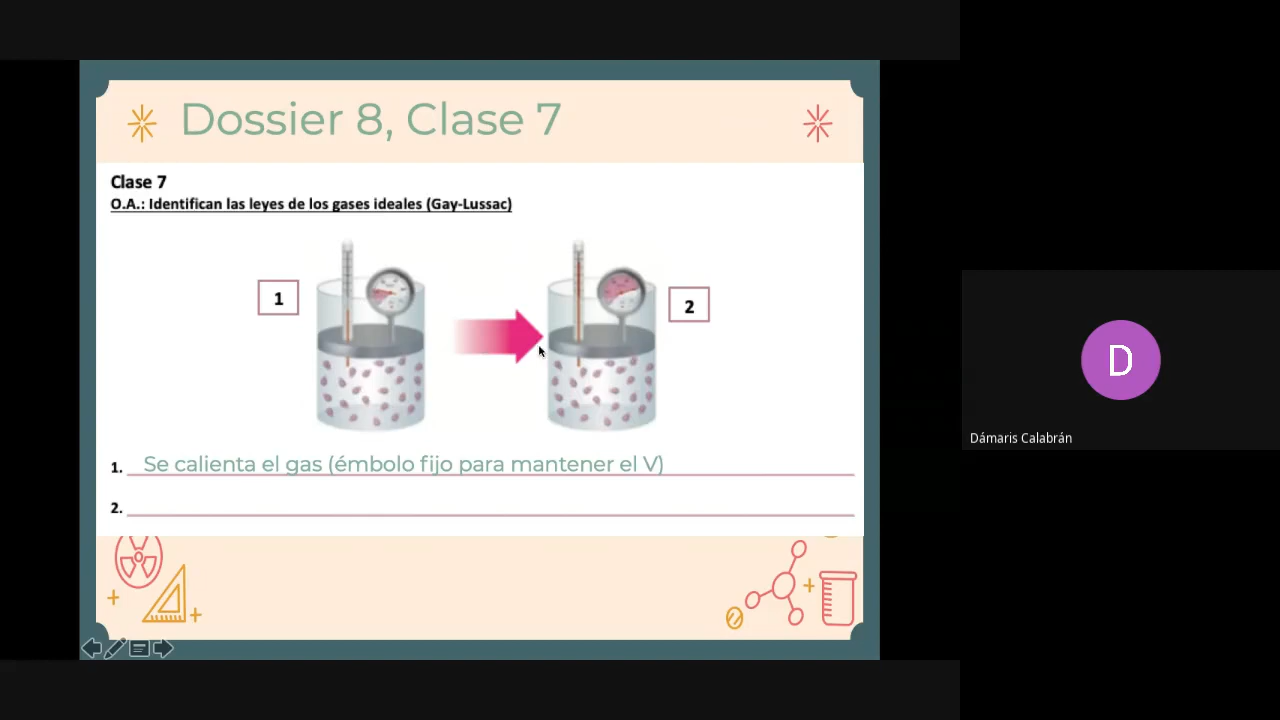 Dossier 8, Clase 7
Clase 7
O.A.: Identifican las leyes de los gases ideales (Gay-Lussac)
1
2
1. Se calienta el gas (émbolo fijo para mantener el V)
2.
D
Dámaris Calabrán